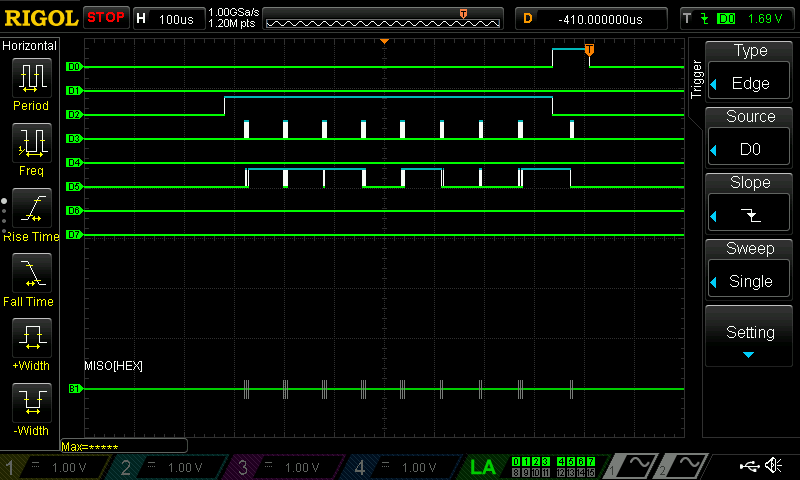 RIGOL STOP H 100us 1.00GSa/s D -410.000000us T D0 1.69 V
1.20M pts
Horizontal
Period
Freq
Rise Time
Fall Time
+Width
-Width
T
D0
D1
D2
D3
D4
D5
D6
D7
MISO[HEX]
B1
Max=*****
Trigger
Type
Edge
Source
D0
Slope
Sweep
Single
Setting
1 1.00 V 2 1.00 V 3 1.00 V 4 1.00 V LA 0 1 2 3 4 5 6 7 1 2
8 9 10 11 12 13 14 15